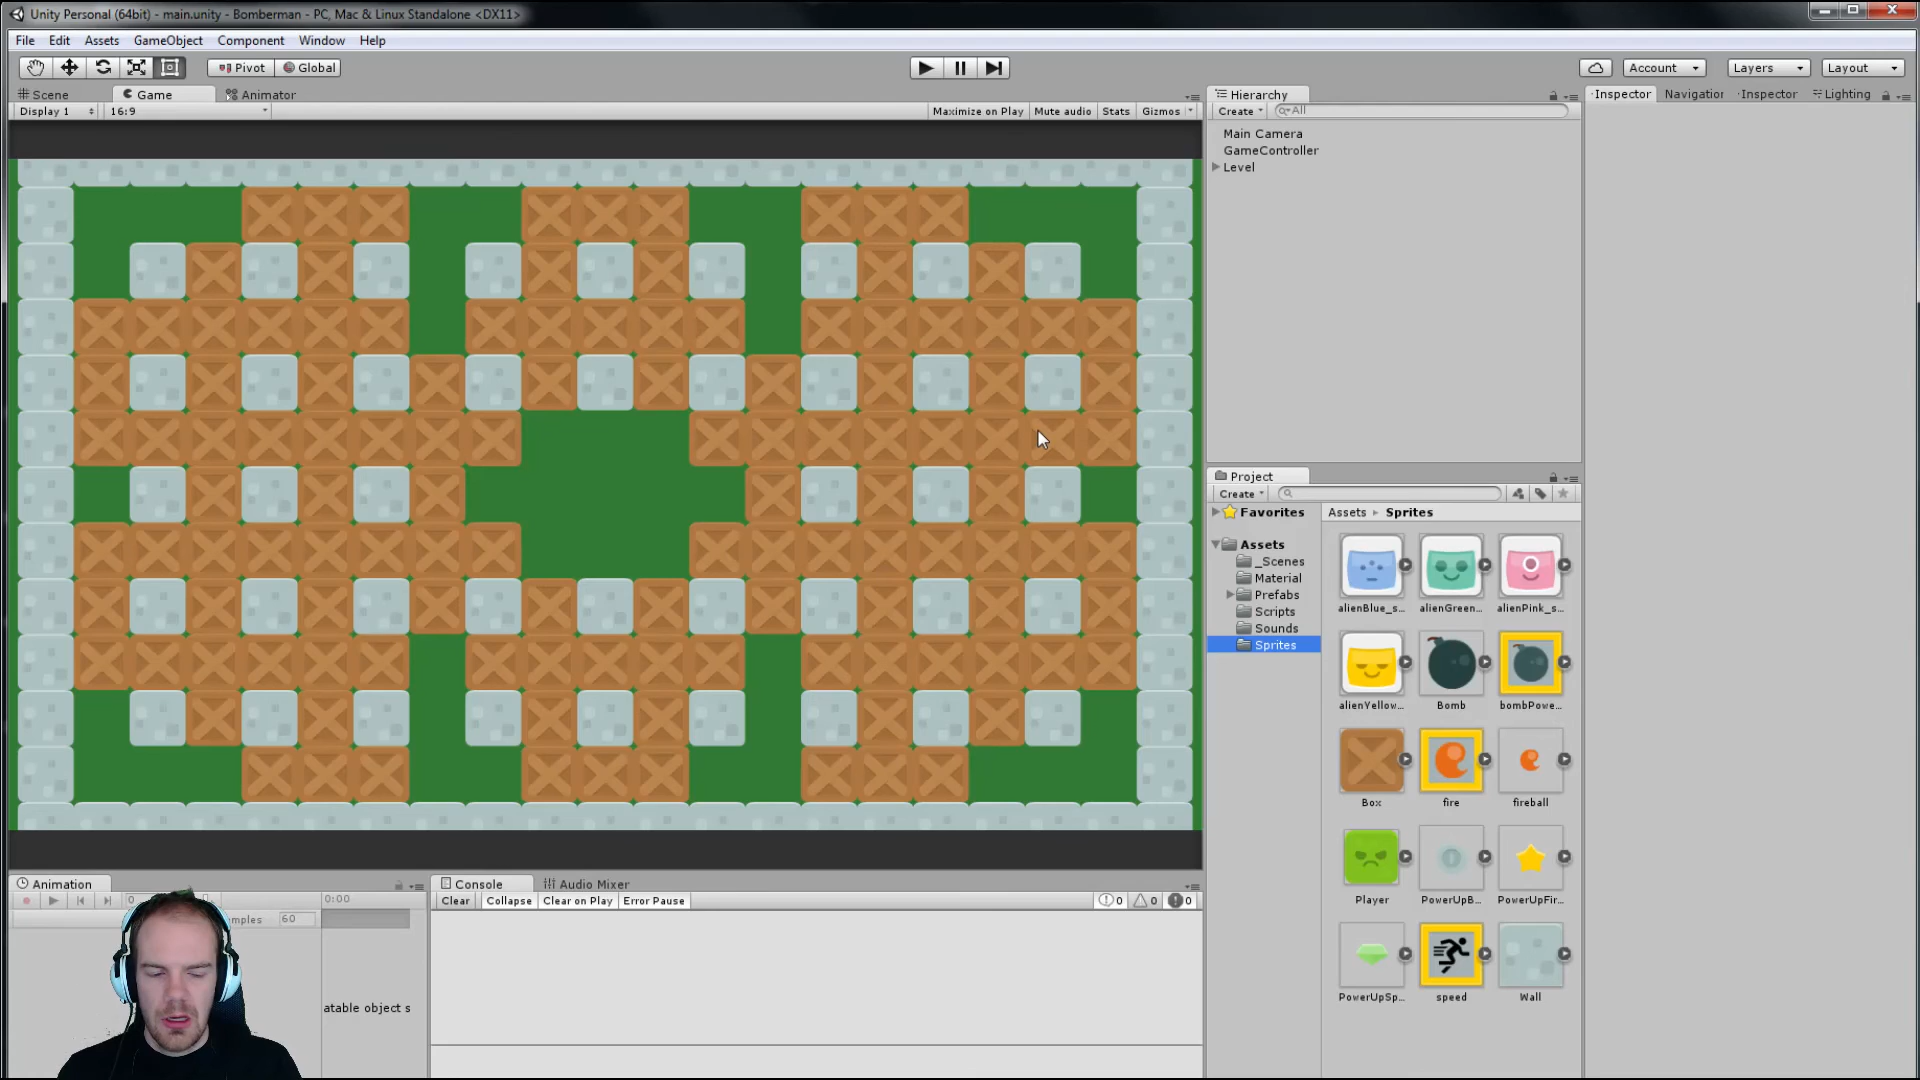 Unity Personal (64bit) - main.unity - Bomberman - PC, Mac & Linux Standalone <DX11>
File Edit Assets GameObject Component Window Help
Pivot Global Account Layers Layout
Scene Game Animator
Display 1 16:9 Maximize on Play Mute audio Stats Gizmos
Hierarchy
Create All
Main Camera
GameController
Level
Inspector Navigatior Inspector Lighting
Project
Create
Favorites
Assets
_Scenes
Material
Prefabs
Scripts
Sounds
Sprites
Assets Sprites
alienBlue_s... alienGreen... alienPink_s...
alienYellow... Bomb bombPowe...
Box fire fireball
Player PowerUpB... PowerUpFir...
PowerUpSp... speed Wall
Animation
0 0:00
mples 60
atable object s
Console Audio Mixer
Clear Collapse Clear on Play Error Pause 0 0 0